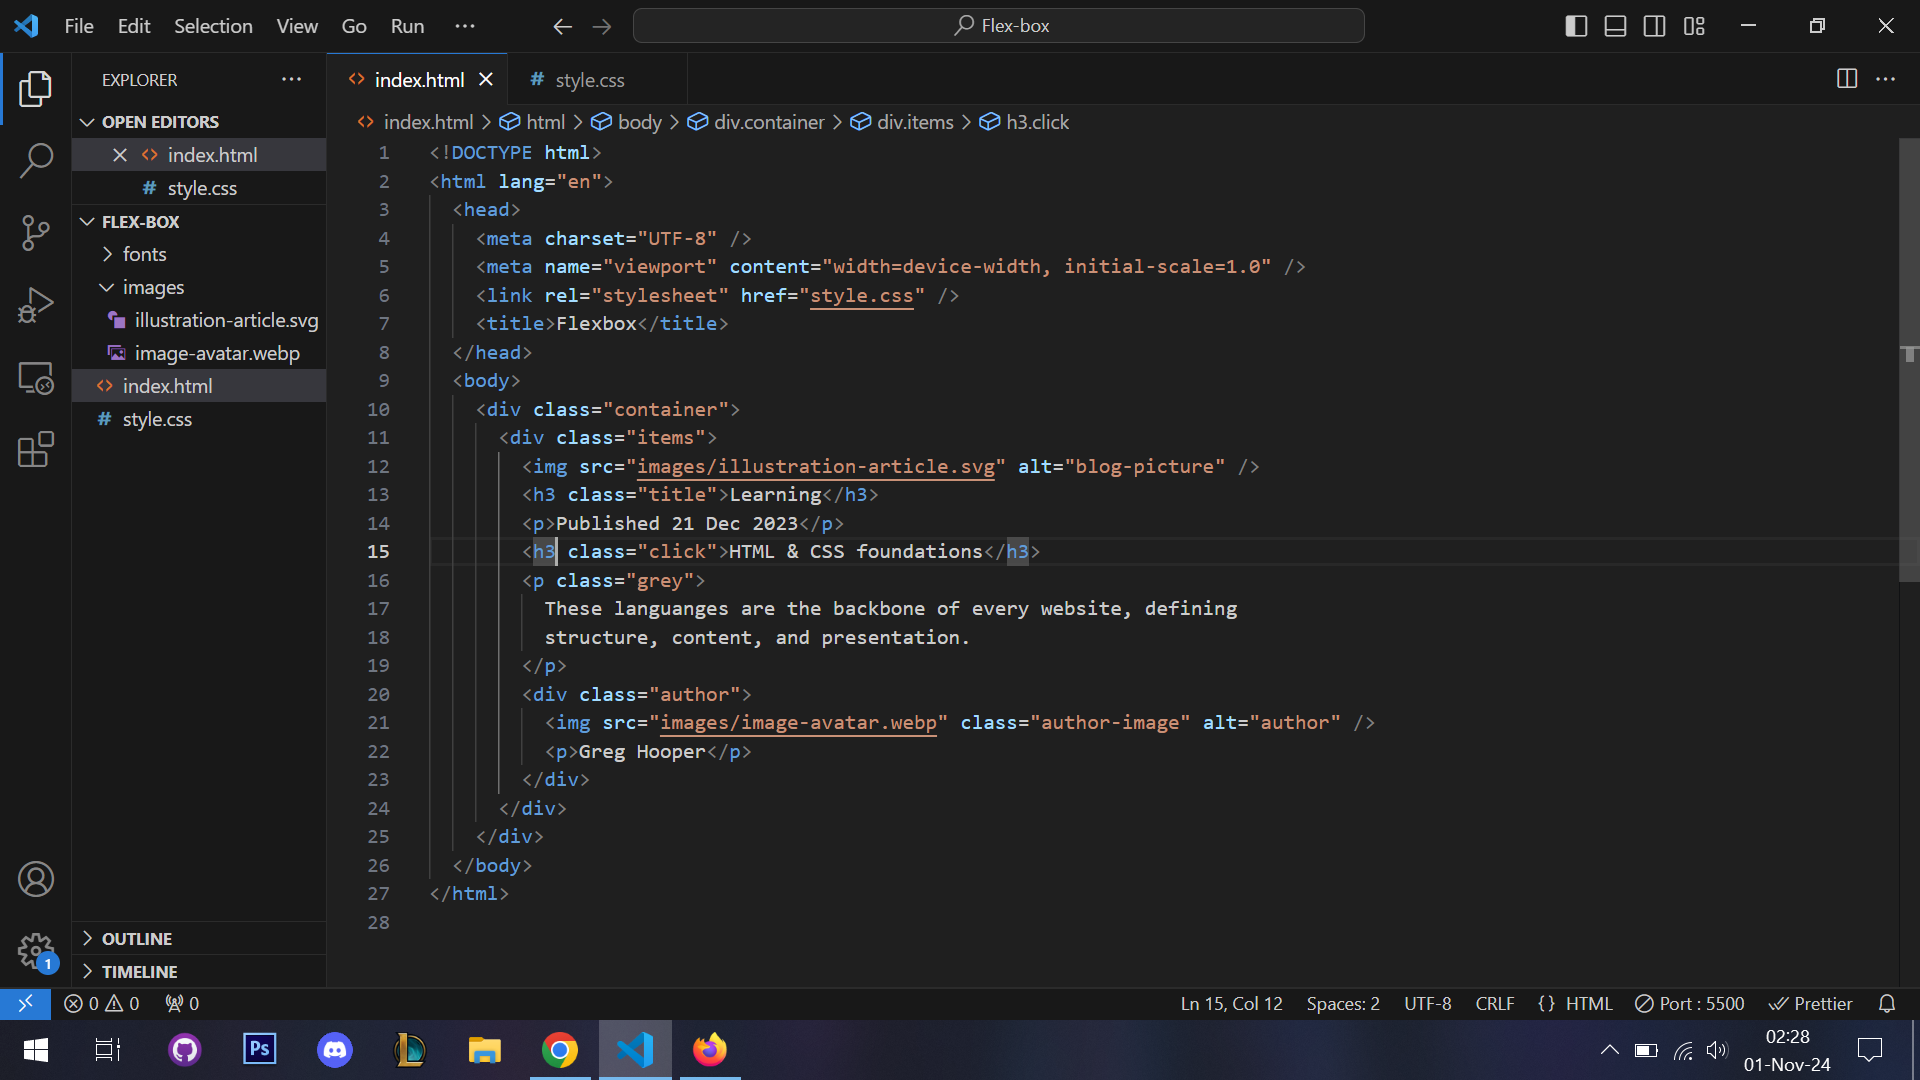 File Edit Selection View Go Run ···
Flex-box
EXPLORER ···
index.html
style.css
index.html > html > body > div.container > div.items > h3.click
OPEN EDITORS
index.html
# style.css
FLEX-BOX
fonts
images
illustration-article.svg
image-avatar.webp
index.html
# style.css
OUTLINE
TIMELINE
1 <!DOCTYPE html>
2 <html lang="en">
3 <head>
4 <meta charset="UTF-8" />
5 <meta name="viewport" content="width=device-width, initial-scale=1.0" />
6 <link rel="stylesheet" href="style.css" />
7 <title>Flexbox</title>
8 </head>
9 <body>
10 <div class="container">
11 <div class="items">
12 <img src="images/illustration-article.svg" alt="blog-picture" />
13 <h3 class="title">Learning</h3>
14 <p>Published 21 Dec 2023</p>
15 <h3 class="click">HTML & CSS foundations</h3>
16 <p class="grey">
17 These languanges are the backbone of every website, defining
18 structure, content, and presentation.
19 </p>
20 <div class="author">
21 <img src="images/image-avatar.webp" class="author-image" alt="author" />
22 <p>Greg Hooper</p>
23 </div>
24 </div>
25 </div>
26 </body>
27 </html>
28
1
0 0 0 Ln 15, Col 12 Spaces: 2 UTF-8 CRLF {} HTML Port : 5500 Prettier
Ps
L
02:28
01-Nov-24